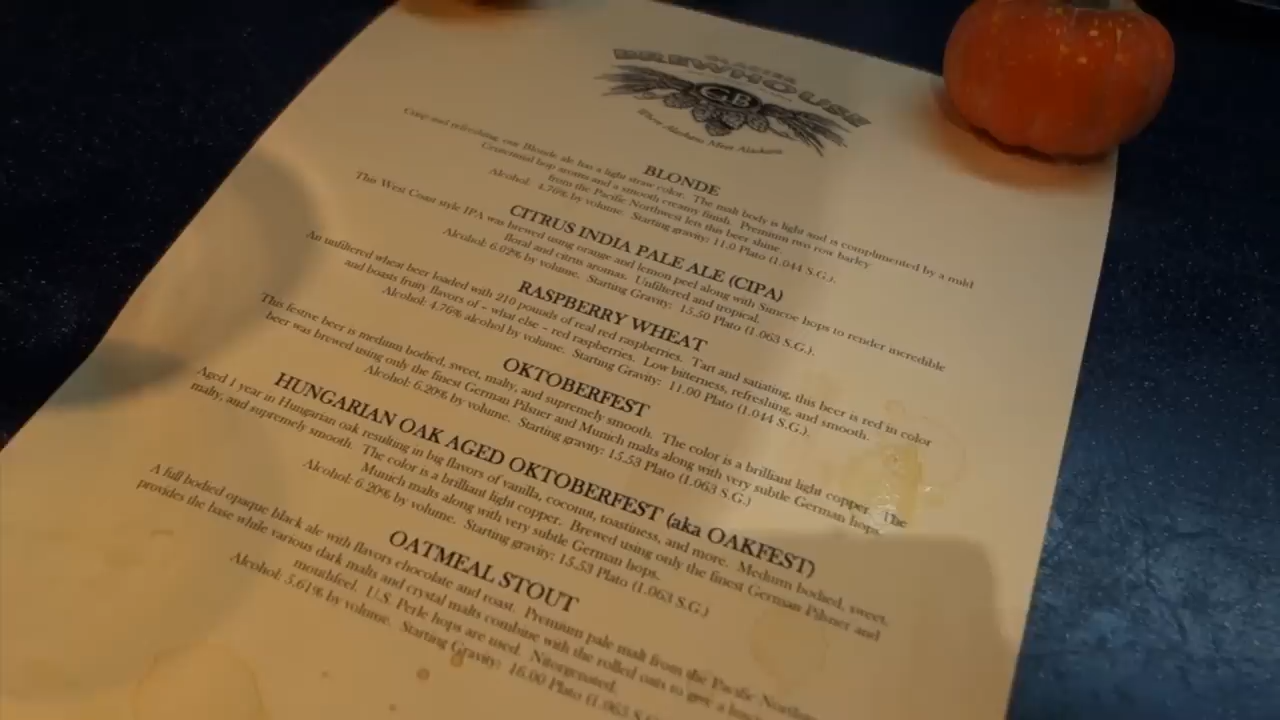 GLACIER
BREWHOUSE
GB
Where Alaskans Meet Alaskans
BLONDE
Crisp and refreshing, our Blonde ale has a light straw color. The malt body is light and is complimented by a mild
Centennial hop aroma and a smooth creamy finish. Premium two row barley
from the Pacific Northwest lets this beer shine.
Alcohol: 4.76% by volume. Starting gravity: 11.0 Plato (1.044 S.G.).
CITRUS INDIA PALE ALE (CIPA)
This West Coast style IPA was brewed using orange and lemon peel along with Simcoe hops to render incredible
floral and citrus aromas. Unfiltered and tropical.
Alcohol: 6.02% by volume. Starting Gravity: 15.50 Plato (1.063 S.G.).
RASPBERRY WHEAT
An unfiltered wheat beer loaded with 210 pounds of real red raspberries. Tart and satiating, this beer is red in color
and boasts fruity flavors of - what else - red raspberries. Low bitterness, refreshing, and smooth.
Alcohol: 4.76% alcohol by volume. Starting Gravity: 11.00 Plato (1.044 S.G.).
OKTOBERFEST
This festive beer is medium bodied, sweet, malty, and supremely smooth. The color is a brilliant light copper. The
beer was brewed using only the finest German Pilsner and Munich malts along with very subtle German hops.
Alcohol: 6.20% by volume. Starting gravity: 15.53 Plato (1.063 S.G.)
HUNGARIAN OAK AGED OKTOBERFEST (aka OAKFEST)
Aged 1 year in Hungarian oak resulting in big flavors of vanilla, coconut, toastiness, and more. Medium bodied, sweet,
malty, and supremely smooth. The color is a brilliant light copper. Brewed using only the finest German Pilsner and
Munich malts along with very subtle German hops.
Alcohol: 6.20% by volume. Starting gravity: 15.53 Plato (1.063 S.G.)
OATMEAL STOUT
A full bodied opaque black ale with flavors chocolate and roast. Premium pale malt from the Pacific Northwest
provides the base while various dark malts and crystal malts combine with the rolled oats to give a
mouthfeel. U.S. Perle hops are used. Nitrogenated.
Alcohol: 5.61% by volume. Starting Gravity: 16.00 Plato (1.063 S.G.